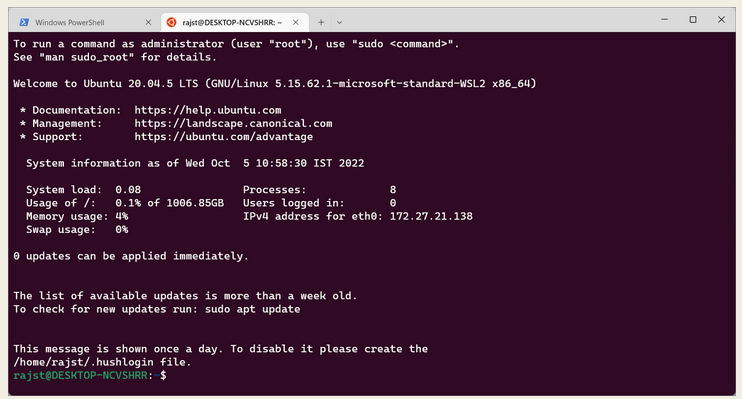 Windows PowerShell
rajst@DESKTOP-NCVSHRR: ~
To run a command as administrator (user "root"), use "sudo <command>".
See "man sudo_root" for details.
Welcome to Ubuntu 20.04.5 LTS (GNU/Linux 5.15.62.1-microsoft-standard-WSL2 x86_64)
* Documentation:  https://help.ubuntu.com
* Management:     https://landscape.canonical.com
* Support:        https://ubuntu.com/advantage
System information as of Wed Oct  5 10:58:30 IST 2022
System load:  0.08                Processes:             8
Usage of /:   0.1% of 1006.85GB   Users logged in:       0
Memory usage: 4%                  IPv4 address for eth0: 172.27.21.138
Swap usage:   0%
0 updates can be applied immediately.
The list of available updates is more than a week old.
To check for new updates run: sudo apt update
This message is shown once a day. To disable it please create the
/home/rajst/.hushlogin file.
rajst@DESKTOP-NCVSHRR:~$